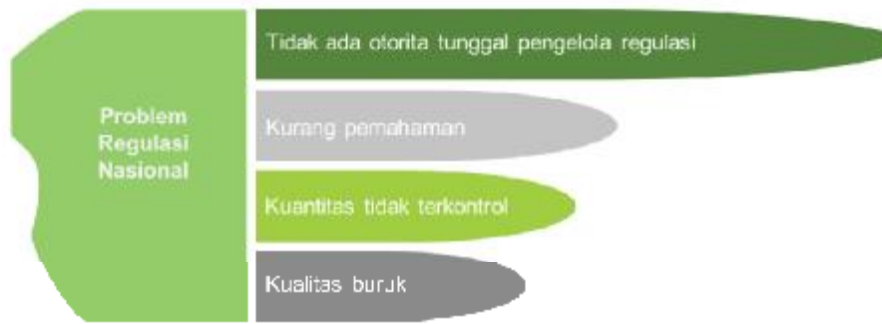 Problem
Regulasi
Nasional
Tidak ada otorita tunggal pengelola regulasi
Kurang pemahaman
Kuantitas tidak terkontrol
Kualitas buruk